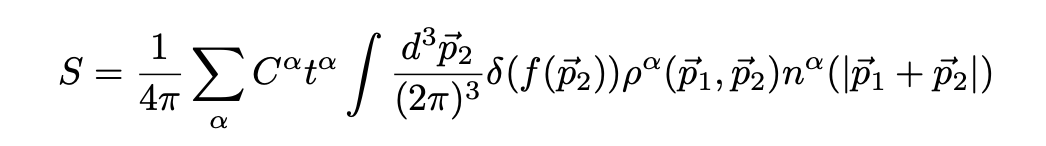 S = \frac{1}{4\pi} \sum_{\alpha} C^{\alpha} t^{\alpha} \int \frac{d^3\vec{p}_2}{(2\pi)^3} \delta(f(\vec{p}_2)) \rho^{\alpha}(\vec{p}_1, \vec{p}_2) n^{\alpha}(|\vec{p}_1 + \vec{p}_2|)